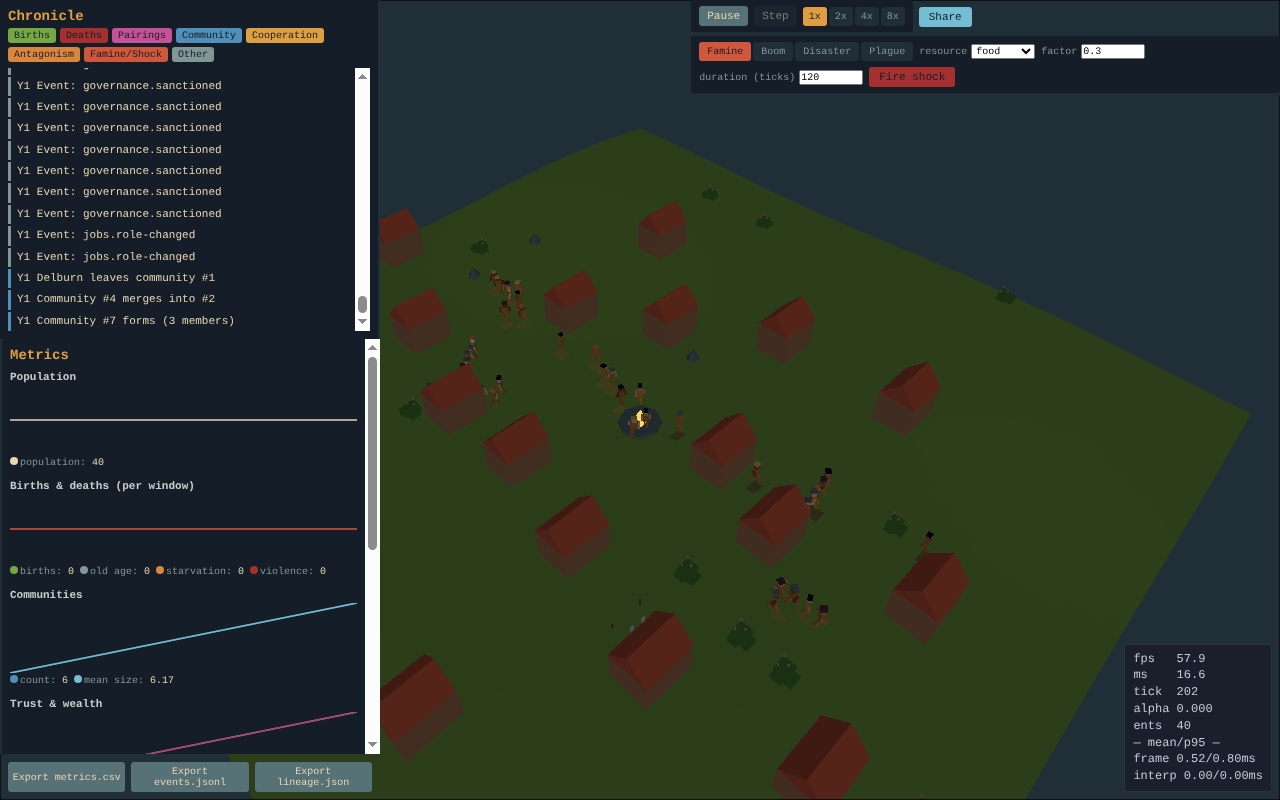 Chronicle
Births Deaths Pairings Community Cooperation
Antagonism Famine/Shock Other
Y1 Event: governance.sanctioned
Y1 Event: governance.sanctioned
Y1 Event: governance.sanctioned
Y1 Event: governance.sanctioned
Y1 Event: governance.sanctioned
Y1 Event: governance.sanctioned
Y1 Event: governance.sanctioned
Y1 Event: jobs.role-changed
Y1 Event: jobs.role-changed
Y1 Delburn leaves community #1
Y1 Community #4 merges into #2
Y1 Community #7 forms (3 members)
Metrics
Population
population: 40
Births & deaths (per window)
births: 0 old age: 0 starvation: 0 violence: 0
Communities
count: 6 mean size: 6.17
Trust & wealth
Export metrics.csv
Export events.jsonl
Export lineage.json
Pause Step 1x 2x 4x 8x Share
Famine Boom Disaster Plague resource food factor 0.3
duration (ticks) 120 Fire shock
fps 57.9
ms 16.6
tick 202
alpha 0.000
ents 40
— mean/p95 —
frame 0.52/0.80ms
interp 0.00/0.00ms